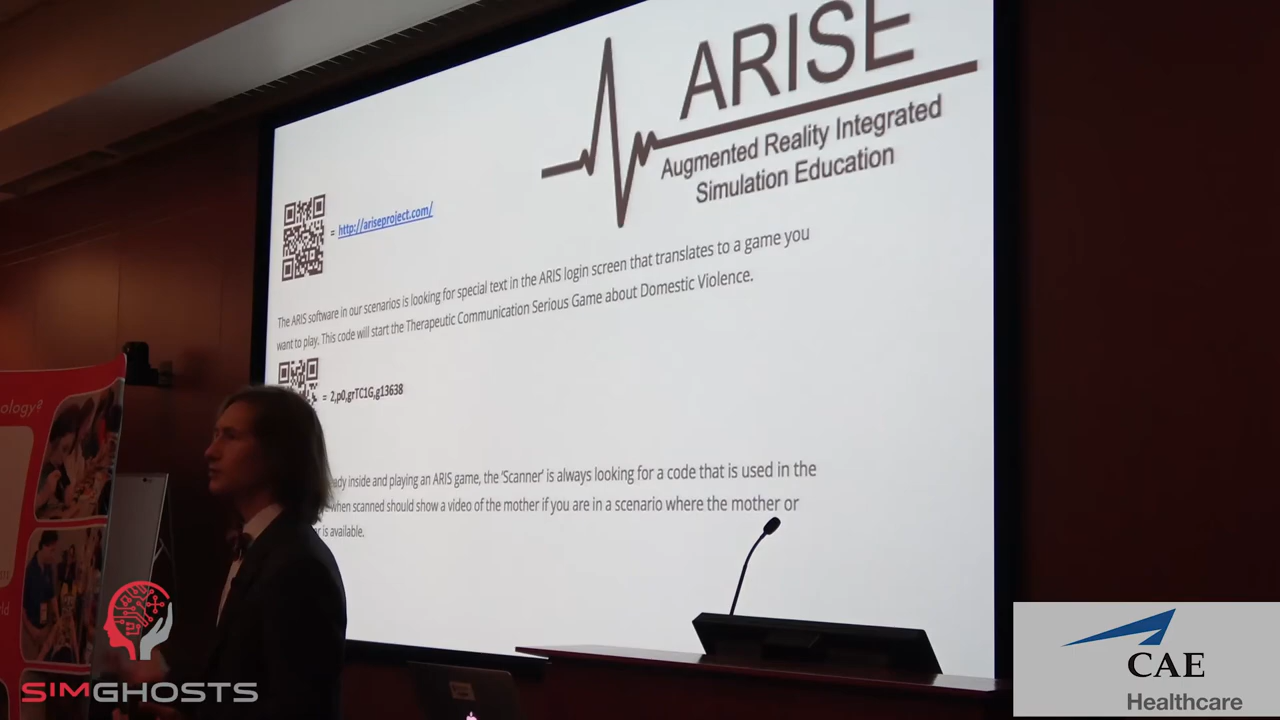 ARISE
Augmented Reality Integrated
Simulation Education
= http://ariseproject.com/
The ARIS software in our scenarios is looking for special text in the ARIS login screen that translates to a game you
want to play. This code will start the Therapeutic Communication Serious Game about Domestic Violence.
= 2,p0,grTC1G,g13638
inside and playing an ARIS game, the 'Scanner' is always looking for a code that is used in the
when scanned should show a video of the mother if you are in a scenario where the mother or
is available.
SIMGHOSTS
CAE
Healthcare